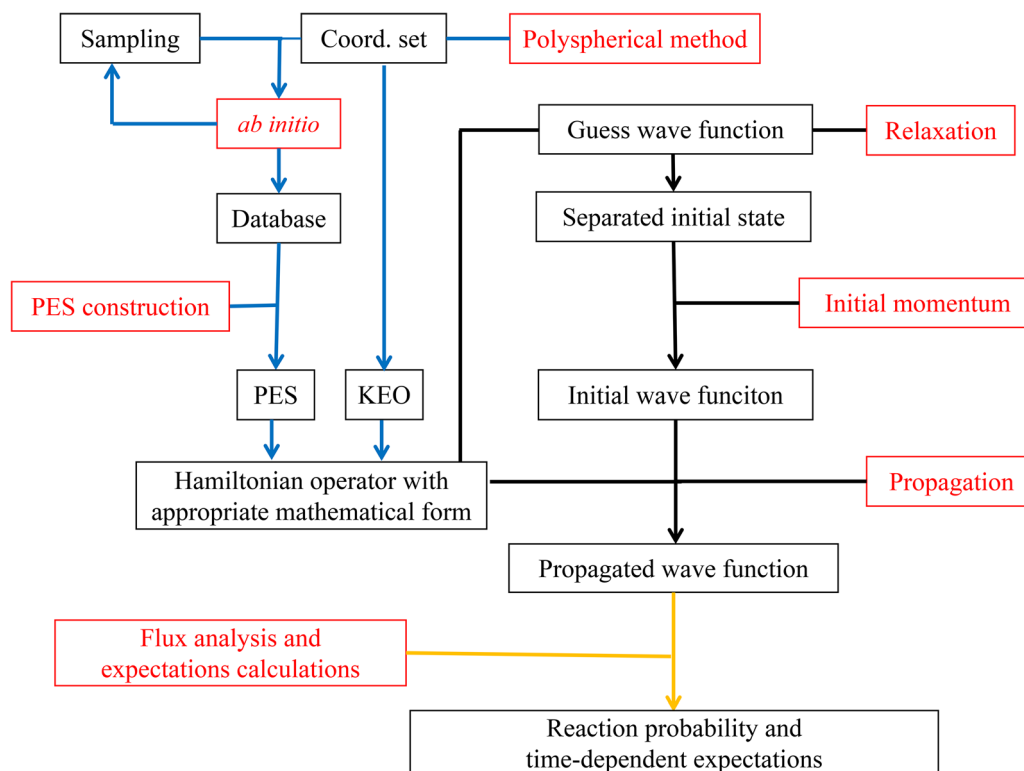 Sampling
Coord. set
Polyspherical method
ab initio
Guess wave function
Relaxation
Database
Separated initial state
PES construction
Initial momentum
PES
KEO
Initial wave funciton
Hamiltonian operator with
appropriate mathematical form
Propagation
Propagated wave function
Flux analysis and
expectations calculations
Reaction probability and
time-dependent expectations